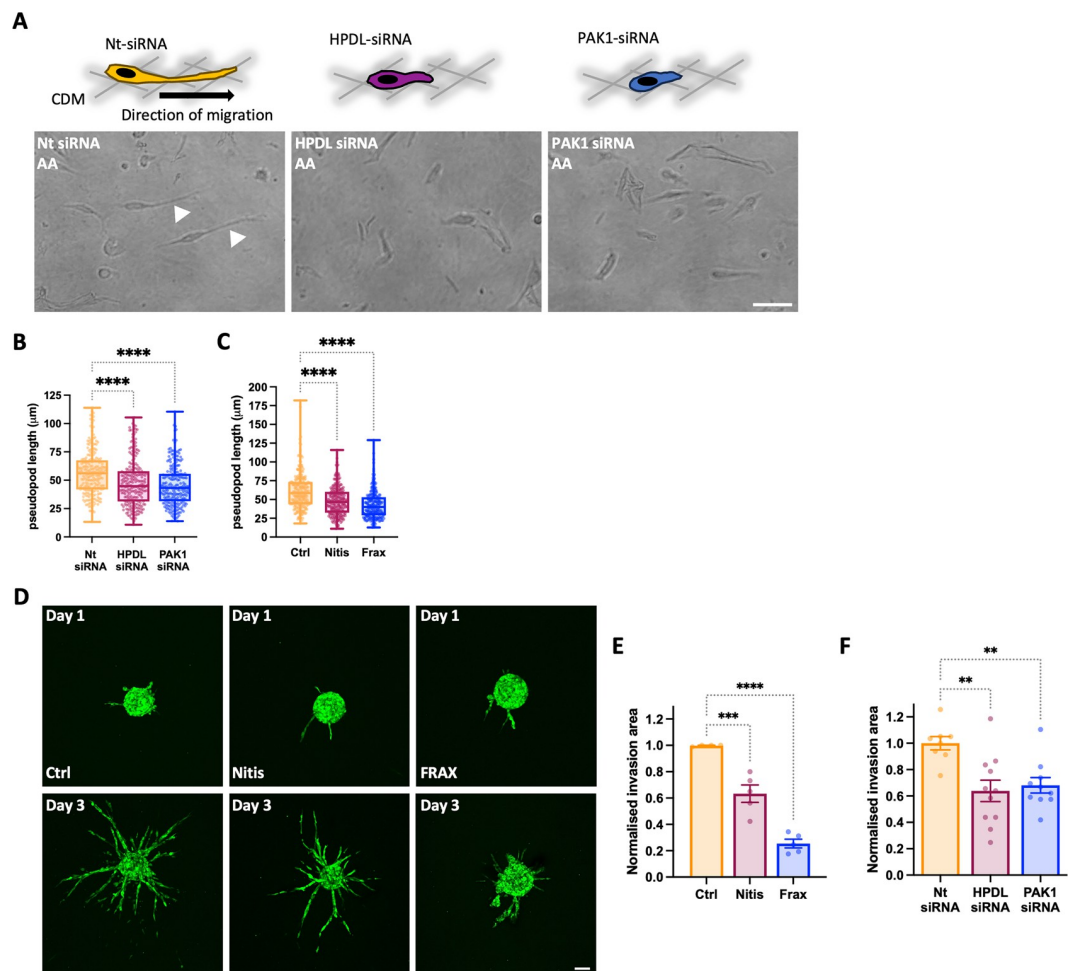 A
Nt-siRNA
HPDL-siRNA
PAK1-siRNA
CDM
Direction of migration
Nt siRNA
AA
HPDL siRNA
AA
PAK1 siRNA
AA
B
****
****
pseudopod length (μm)
125
100
75
50
25
0
Nt
siRNA
HPDL
siRNA
PAK1
siRNA
C
****
****
pseudopod length (μm)
200
175
150
125
100
75
50
25
0
Ctrl
Nitis
Frax
D
Day 1
Ctrl
Day 1
Nitis
Day 1
FRAX
Day 3
Day 3
Day 3
E
****
***
Normalised invasion area
1.2
1.0
0.8
0.6
0.4
0.2
0.0
Ctrl
Nitis
Frax
F
**
**
Normalised invasion area
1.2
1.0
0.8
0.6
0.4
0.2
0.0
Nt
siRNA
HPDL
siRNA
PAK1
siRNA